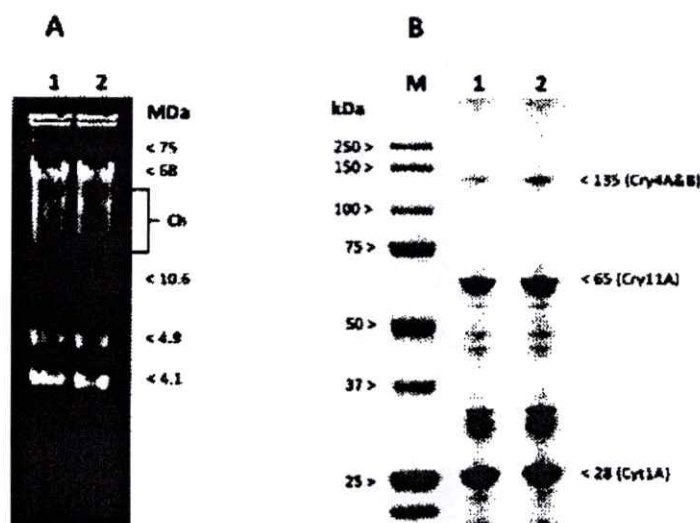 A
1 2
MDa
< 75
< 68
Ch
< 10.6
< 4.9
< 4.1
B
kDa M 1 2
250 >
150 >
100 >
75 >
50 >
37 >
25 >
< 135 (Cry4A&B)
< 65 (Cry11A)
< 28 (Cyt1A)